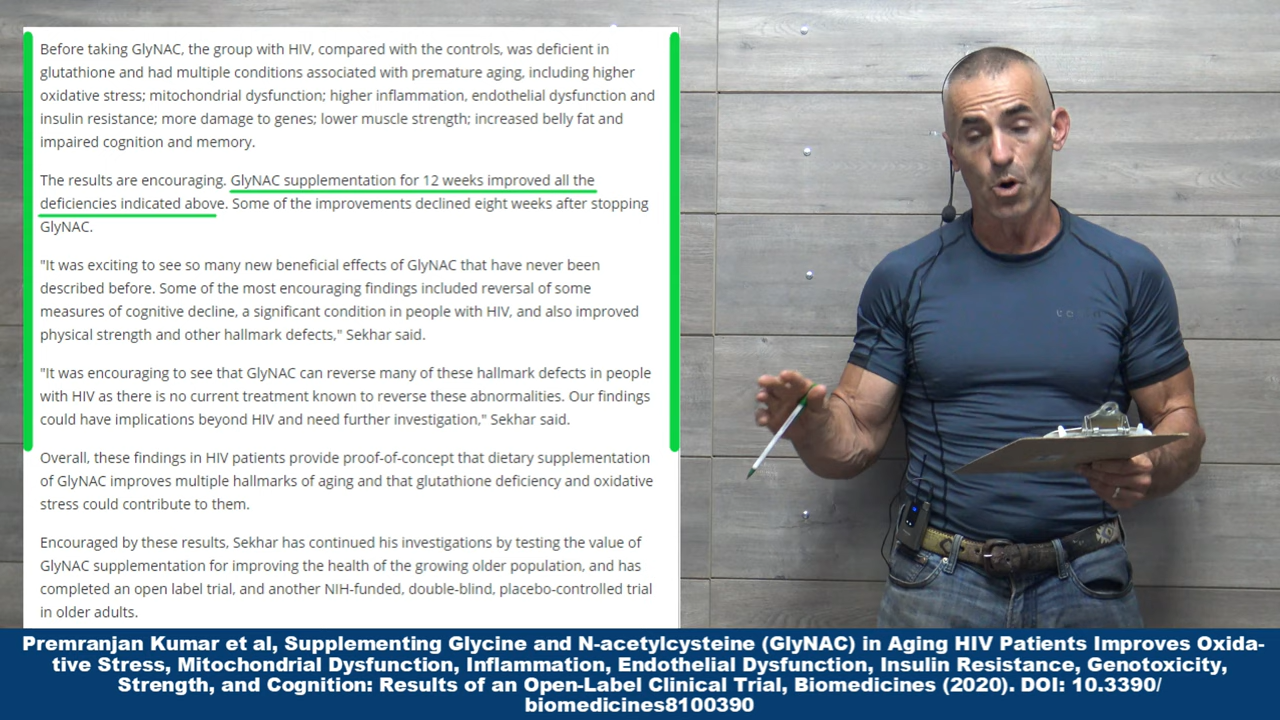 Before taking GlyNAC, the group with HIV, compared with the controls, was deficient in
glutathione and had multiple conditions associated with premature aging, including higher
oxidative stress; mitochondrial dysfunction; higher inflammation, endothelial dysfunction and
insulin resistance; more damage to genes; lower muscle strength; increased belly fat and
impaired cognition and memory.
The results are encouraging. GlyNAC supplementation for 12 weeks improved all the
deficiencies indicated above. Some of the improvements declined eight weeks after stopping
GlyNAC.
"It was exciting to see so many new beneficial effects of GlyNAC that have never been
described before. Some of the most encouraging findings included reversal of some
measures of cognitive decline, a significant condition in people with HIV, and also improved
physical strength and other hallmark defects," Sekhar said.
"It was encouraging to see that GlyNAC can reverse many of these hallmark defects in people
with HIV as there is no current treatment known to reverse these abnormalities. Our findings
could have implications beyond HIV and need further investigation," Sekhar said.
Overall, these findings in HIV patients provide proof-of-concept that dietary supplementation
of GlyNAC improves multiple hallmarks of aging and that glutathione deficiency and oxidative
stress could contribute to them.
Encouraged by these results, Sekhar has continued his investigations by testing the value of
GlyNAC supplementation for improving the health of the growing older population, and has
completed an open label trial, and another NIH-funded, double-blind, placebo-controlled trial
in older adults.
Premranjan Kumar et al, Supplementing Glycine and N-acetylcysteine (GlyNAC) in Aging HIV Patients Improves Oxida-
tive Stress, Mitochondrial Dysfunction, Inflammation, Endothelial Dysfunction, Insulin Resistance, Genotoxicity,
Strength, and Cognition: Results of an Open-Label Clinical Trial, Biomedicines (2020). DOI: 10.3390/
biomedicines8100390